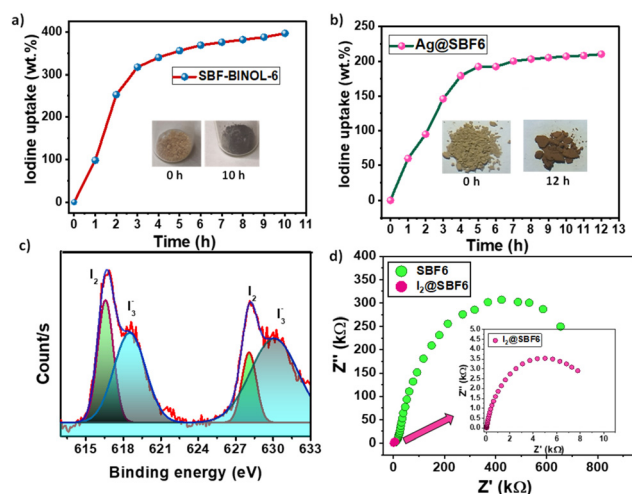 a)
Iodine uptake (wt.%)
400
300
200
100
0
SBF-BINOL-6
0 h
10 h
0 1 2 3 4 5 6 7 8 9 10 11
Time (h)
b)
Iodine uptake (wt.%)
250
200
150
100
50
0
Ag@SBF6
0 h
12 h
0 1 2 3 4 5 6 7 8 9 10 11 12 13
Time (h)
c)
Count/s
I2
I3-
I2
I3-
615 618 621 624 627 630 633
Binding energy (eV)
d)
Z'' (kΩ)
400
350
300
250
200
150
100
50
0
SBF6
I2@SBF6
Z'' (kΩ)
5.0
4.5
4.0
3.5
3.0
2.5
2.0
1.5
1.0
0.5
0.0
I2@SBF6
0 2 4 6 8 10
Z' (kΩ)
0 200 400 600 800
Z' (kΩ)